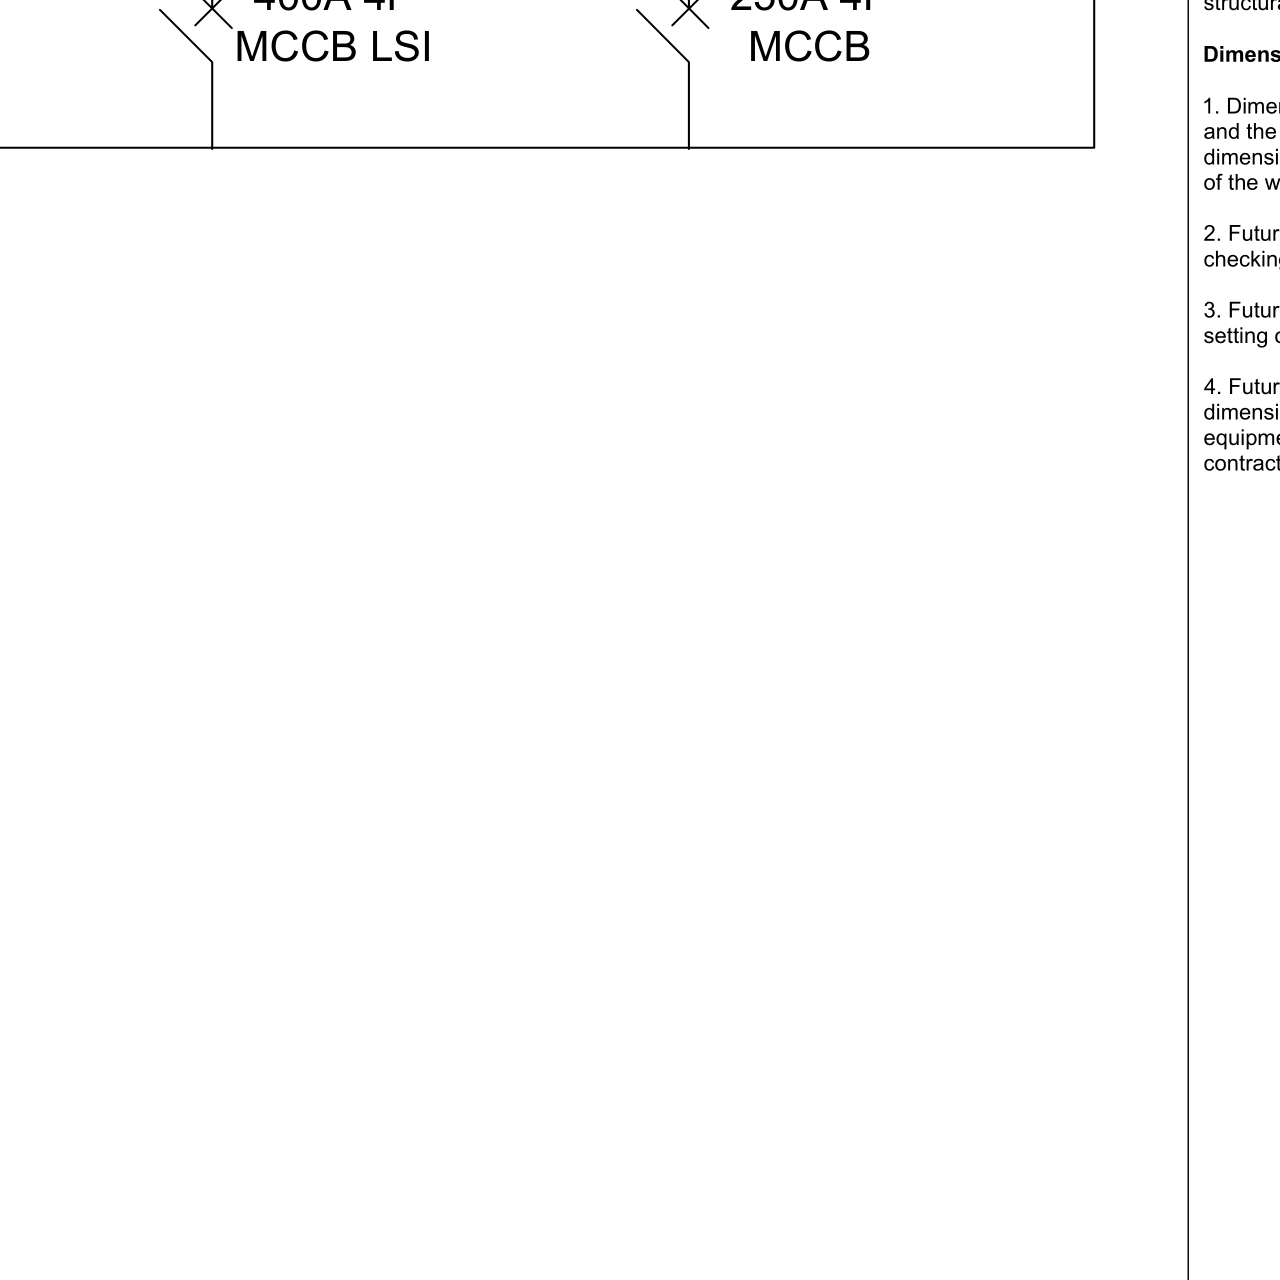 400A 4P
MCCB LSI
250A 4P
MCCB
structura
Dimens
1. Dimen
and the
dimensi
of the w
2. Futur
checking
3. Futur
setting
4. Futur
dimensi
equipme
contract